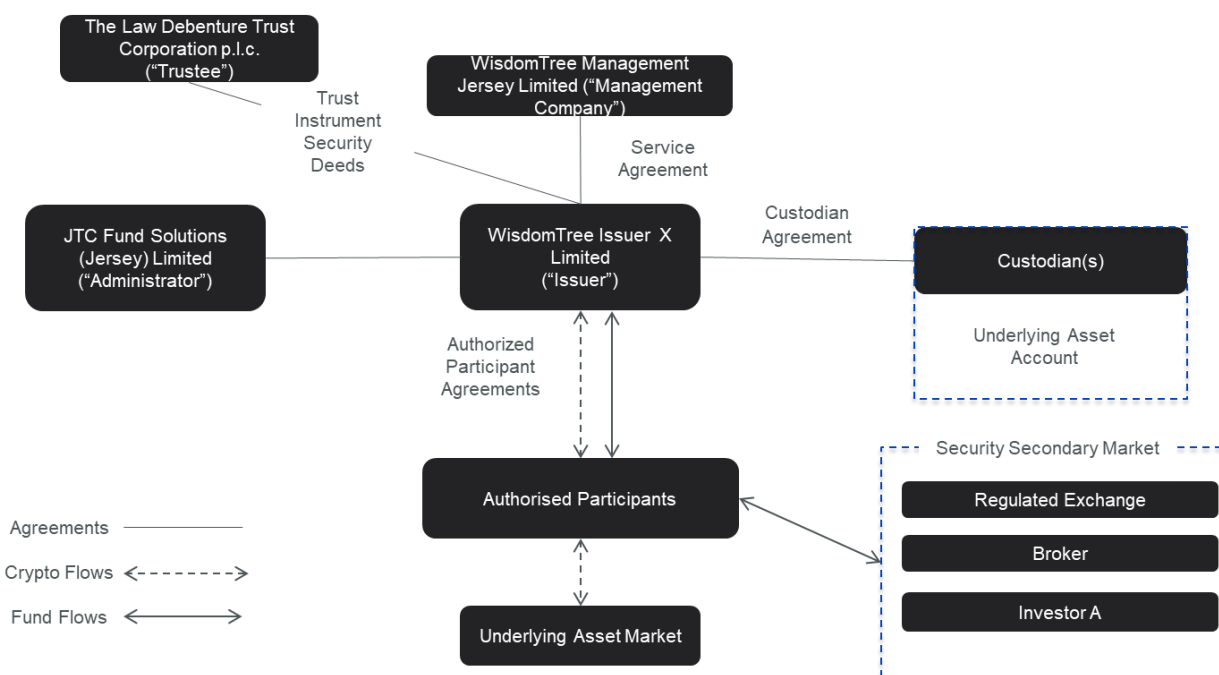 The Law Debenture Trust
Corporation p.l.c.
(“Trustee”)
WisdomTree Management
Jersey Limited (“Management
Company”)
Trust
Instrument
Security
Deeds
Service
Agreement
JTC Fund Solutions
(Jersey) Limited
(“Administrator”)
WisdomTree Issuer X
Limited
(“Issuer”)
Custodian
Agreement
Custodian(s)
Underlying Asset
Account
Authorized
Participant
Agreements
Security Secondary Market
Authorised Participants
Regulated Exchange
Broker
Investor A
Agreements
Crypto Flows
Fund Flows
Underlying Asset Market